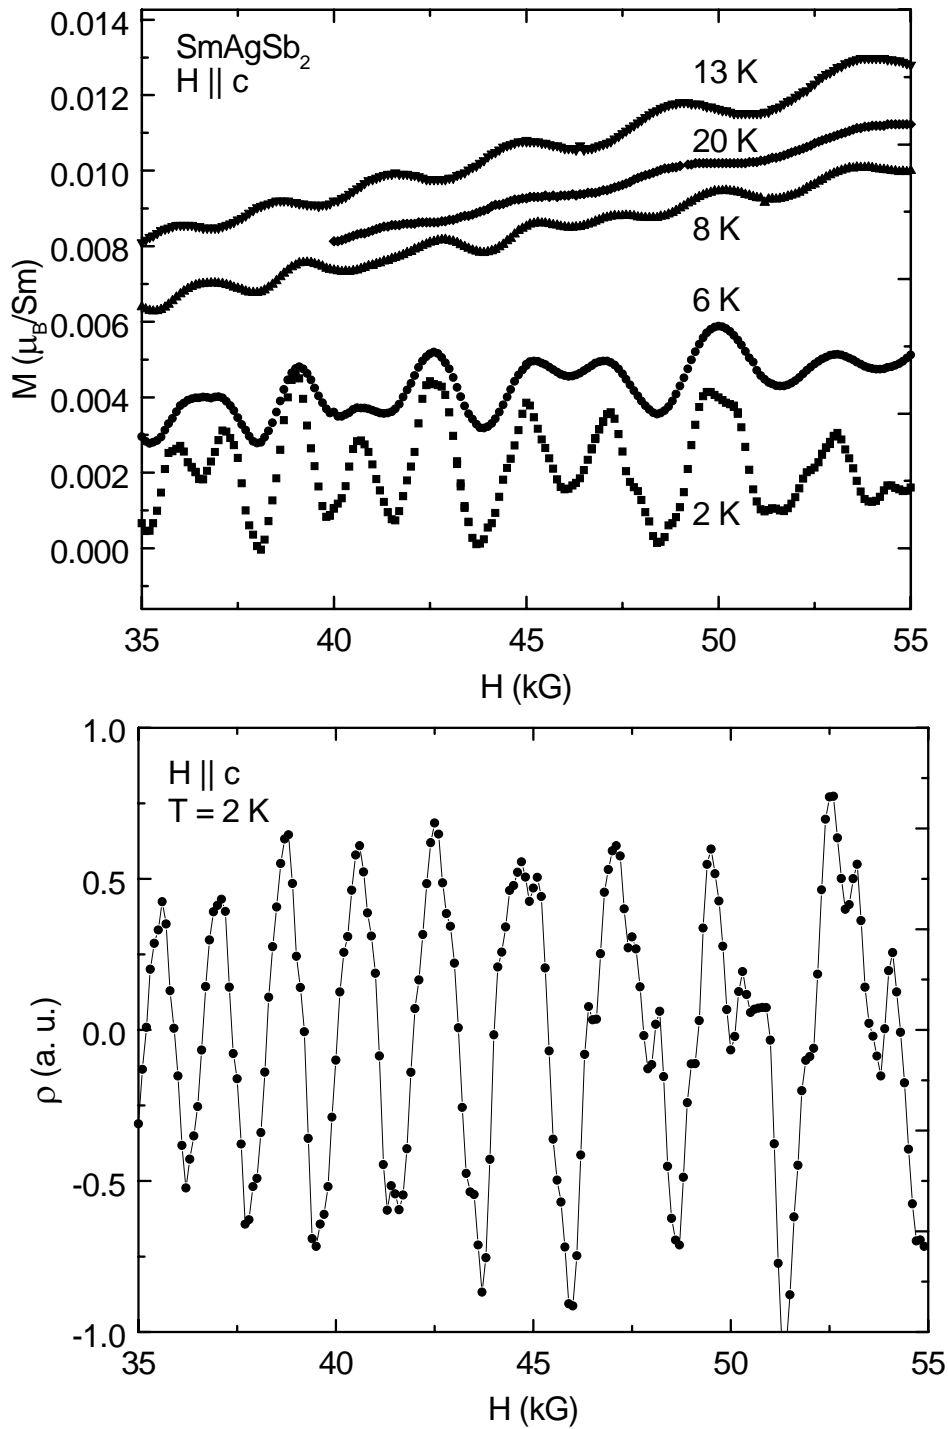 0.014
SmAgSb2
H || c
13 K
0.012
20 K
0.010
8 K
0.008
6 K
0.006
M (μB/Sm)
0.004
0.002
2 K
0.000
35 40 45 50 55
H (kG)
1.0
H || c
T = 2 K
0.5
ρ (a. u.)
0.0
-0.5
-1.0
35 40 45 50 55
H (kG)